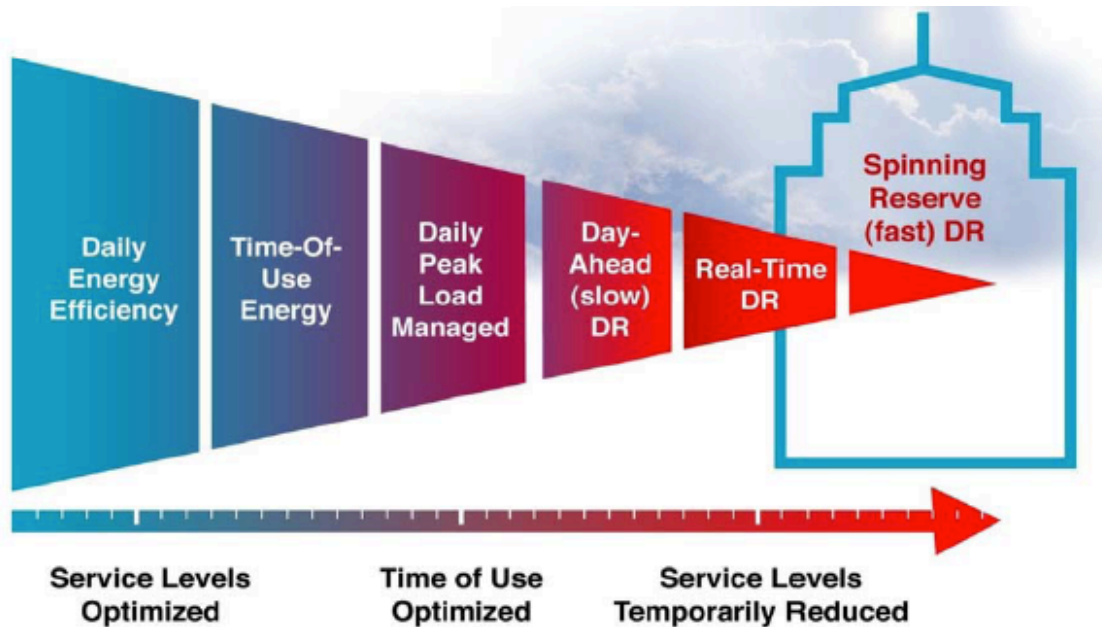 Daily
Energy
Efficiency
Time-Of-
Use
Energy
Daily
Peak
Load
Managed
Day-
Ahead
(slow)
DR
Real-Time
DR
Spinning
Reserve
(fast) DR
Service Levels
Optimized
Time of Use
Optimized
Service Levels
Temporarily Reduced